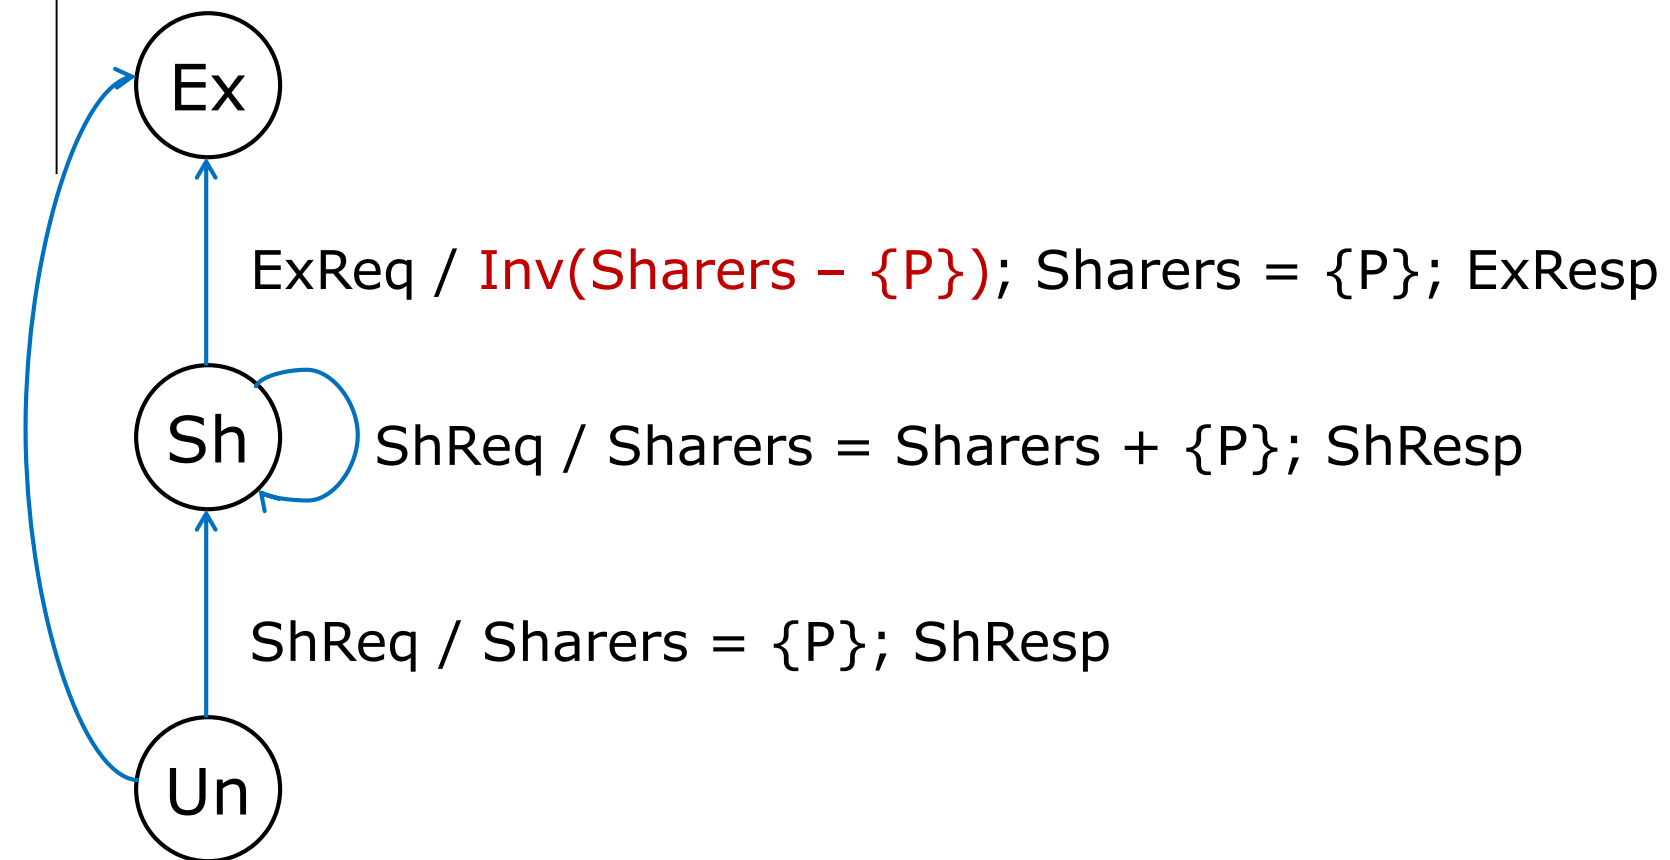 Ex
ExReq / Inv(Sharers – {P}); Sharers = {P}; ExResp
Sh
ShReq / Sharers = Sharers + {P}; ShResp
ShReq / Sharers = {P}; ShResp
Un